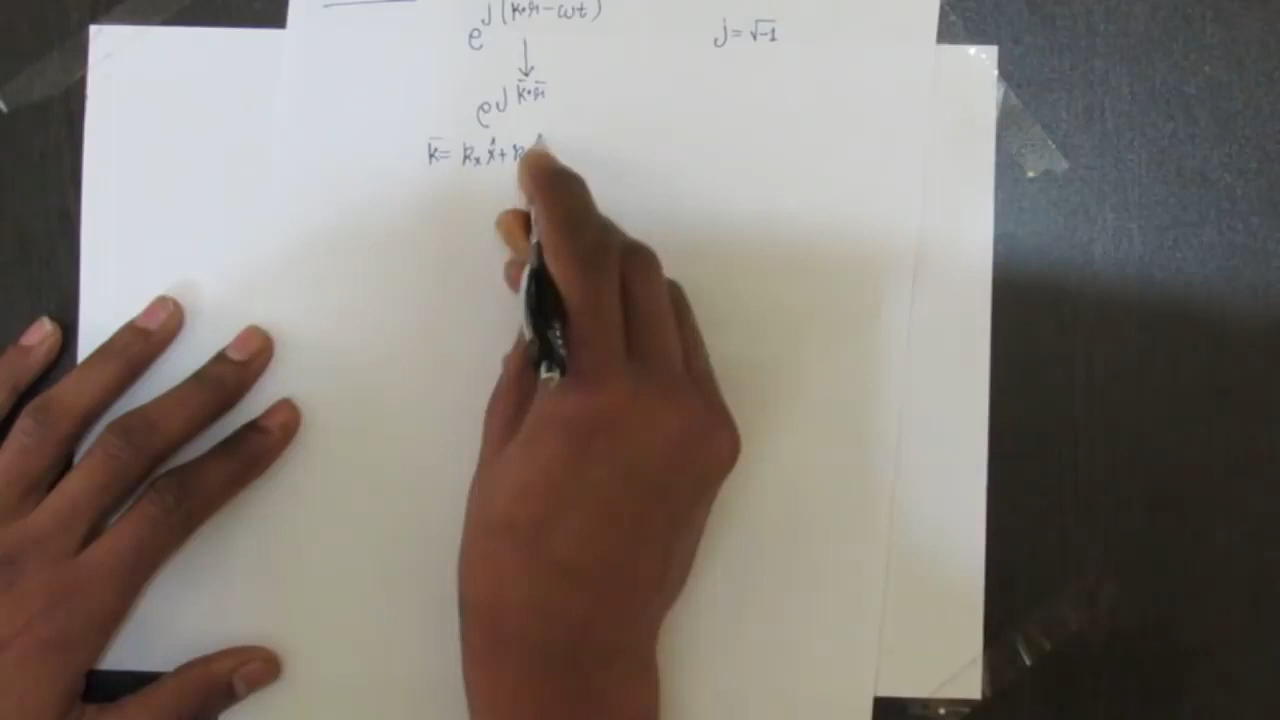 e^{j(k·r-ωt)}
j = √-1
↓
e^{j k̅·r̅}
k̅ = kₓ x̂ + k